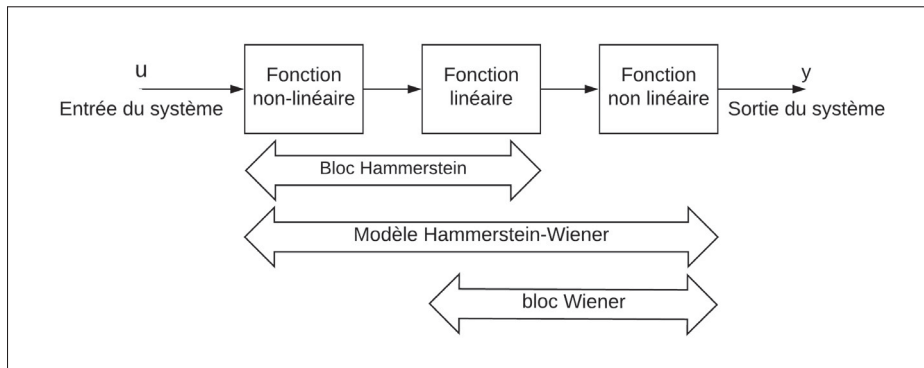 u
Entrée du système
Fonction
non-linéaire
Fonction
linéaire
Fonction
non linéaire
y
Sortie du système
Bloc Hammerstein
Modèle Hammerstein-Wiener
bloc Wiener